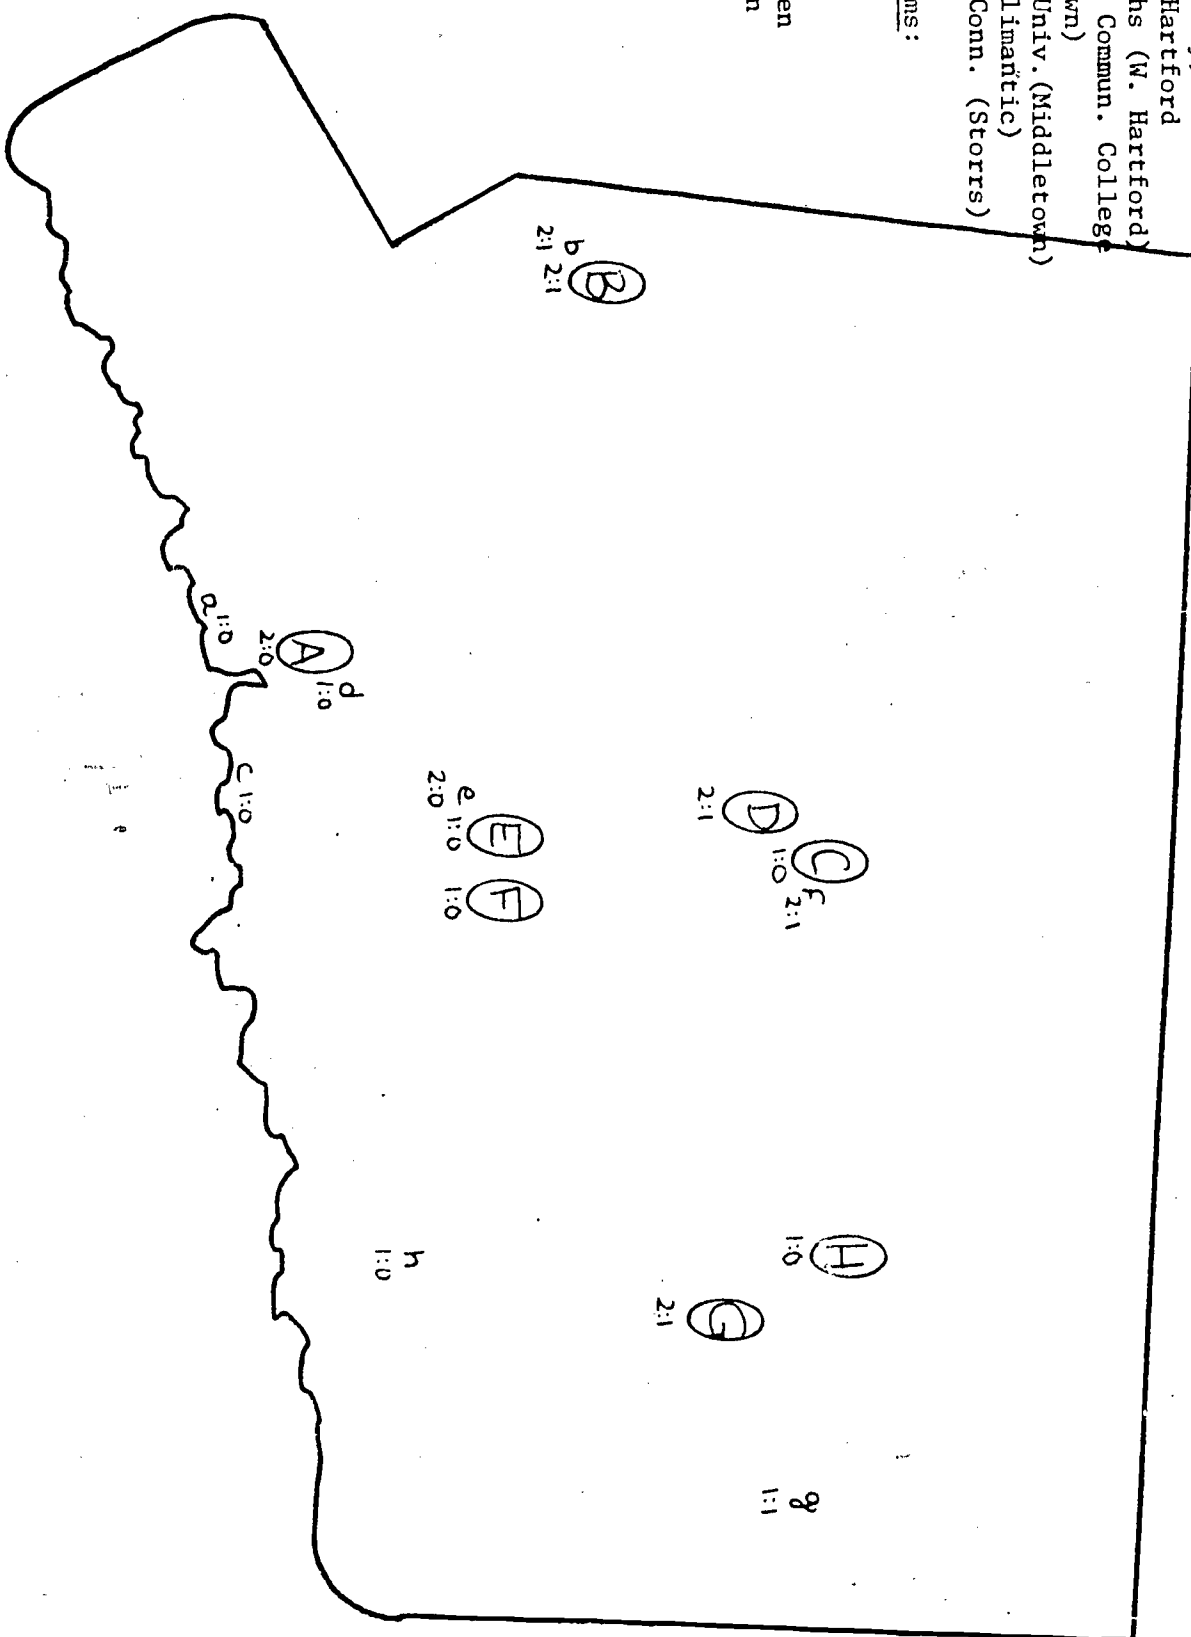 Hartford
hs (W. Hartford)
Commun. College
wn)
Univ. (Middletown)
limantic)
Conn. (Storrs)
ms:
en
n
H
1:0
C
1:0
f
2:1
g
1:1
D
2:1
G
2:1
B
2:1
b
2:1
E
1:0
F
1:0
e
2:0
h
1:0
d
1:0
A
2:0
c 1:0
a 1:0